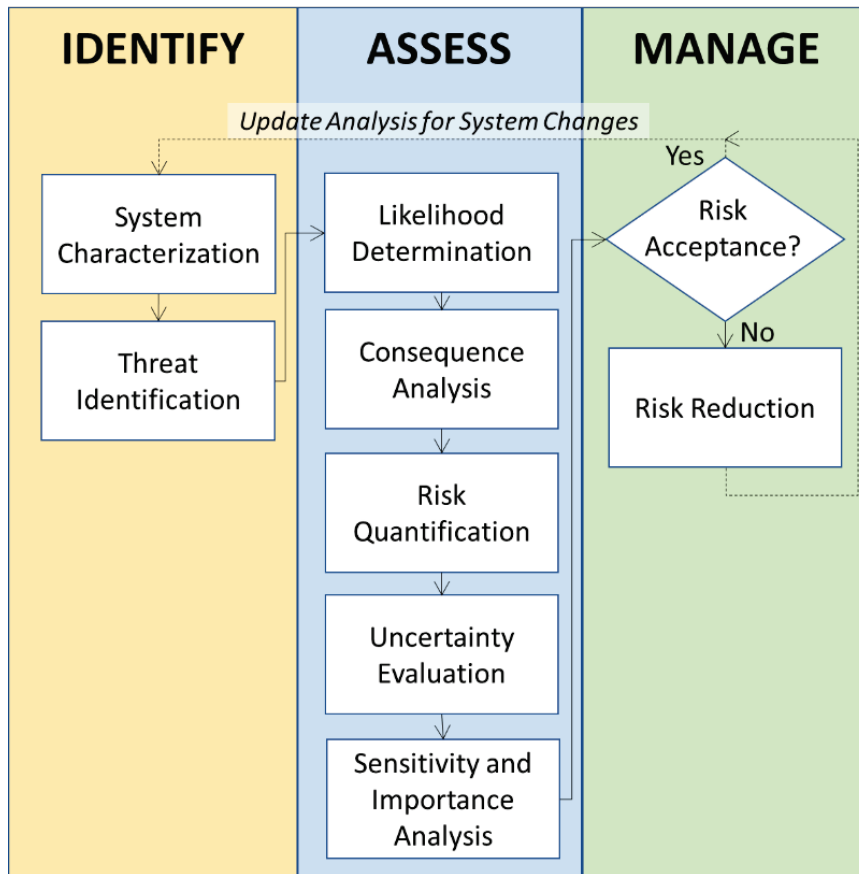 IDENTIFY
ASSESS
MANAGE
Update Analysis for System Changes
System
Characterization
Threat
Identification
Likelihood
Determination
Consequence
Analysis
Risk
Quantification
Uncertainty
Evaluation
Sensitivity and
Importance
Analysis
Yes
Risk
Acceptance?
No
Risk Reduction